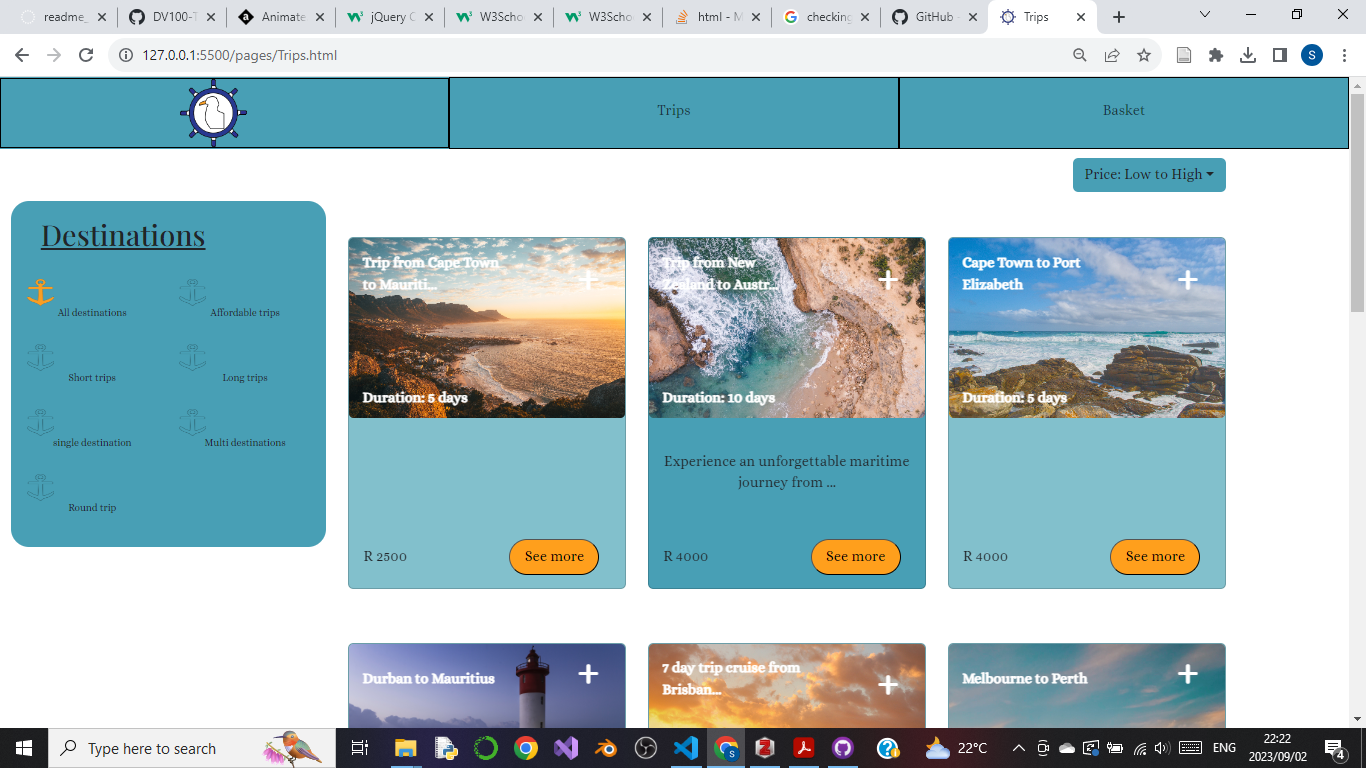 readme_
DV100-T
Animate
jQuery C
W3Scho
W3Scho
html - M
checking
GitHub -
Trips
127.0.0.1:5500/pages/Trips.html
S
Trips
Basket
Price: Low to High
Destinations
All destinations
Affordable trips
Short trips
Long trips
single destination
Multi destinations
Round trip
Trip from Cape Town
to Mauriti...
Duration: 5 days
R 2500
See more
Trip from New
Zealand to Austr...
Duration: 10 days
Experience an unforgettable maritime
journey from ...
R 4000
See more
Cape Town to Port
Elizabeth
Duration: 5 days
R 4000
See more
Durban to Mauritius
7 day trip cruise from
Brisban...
Melbourne to Perth
Type here to search
22°C
ENG
22:22
2023/09/02
4